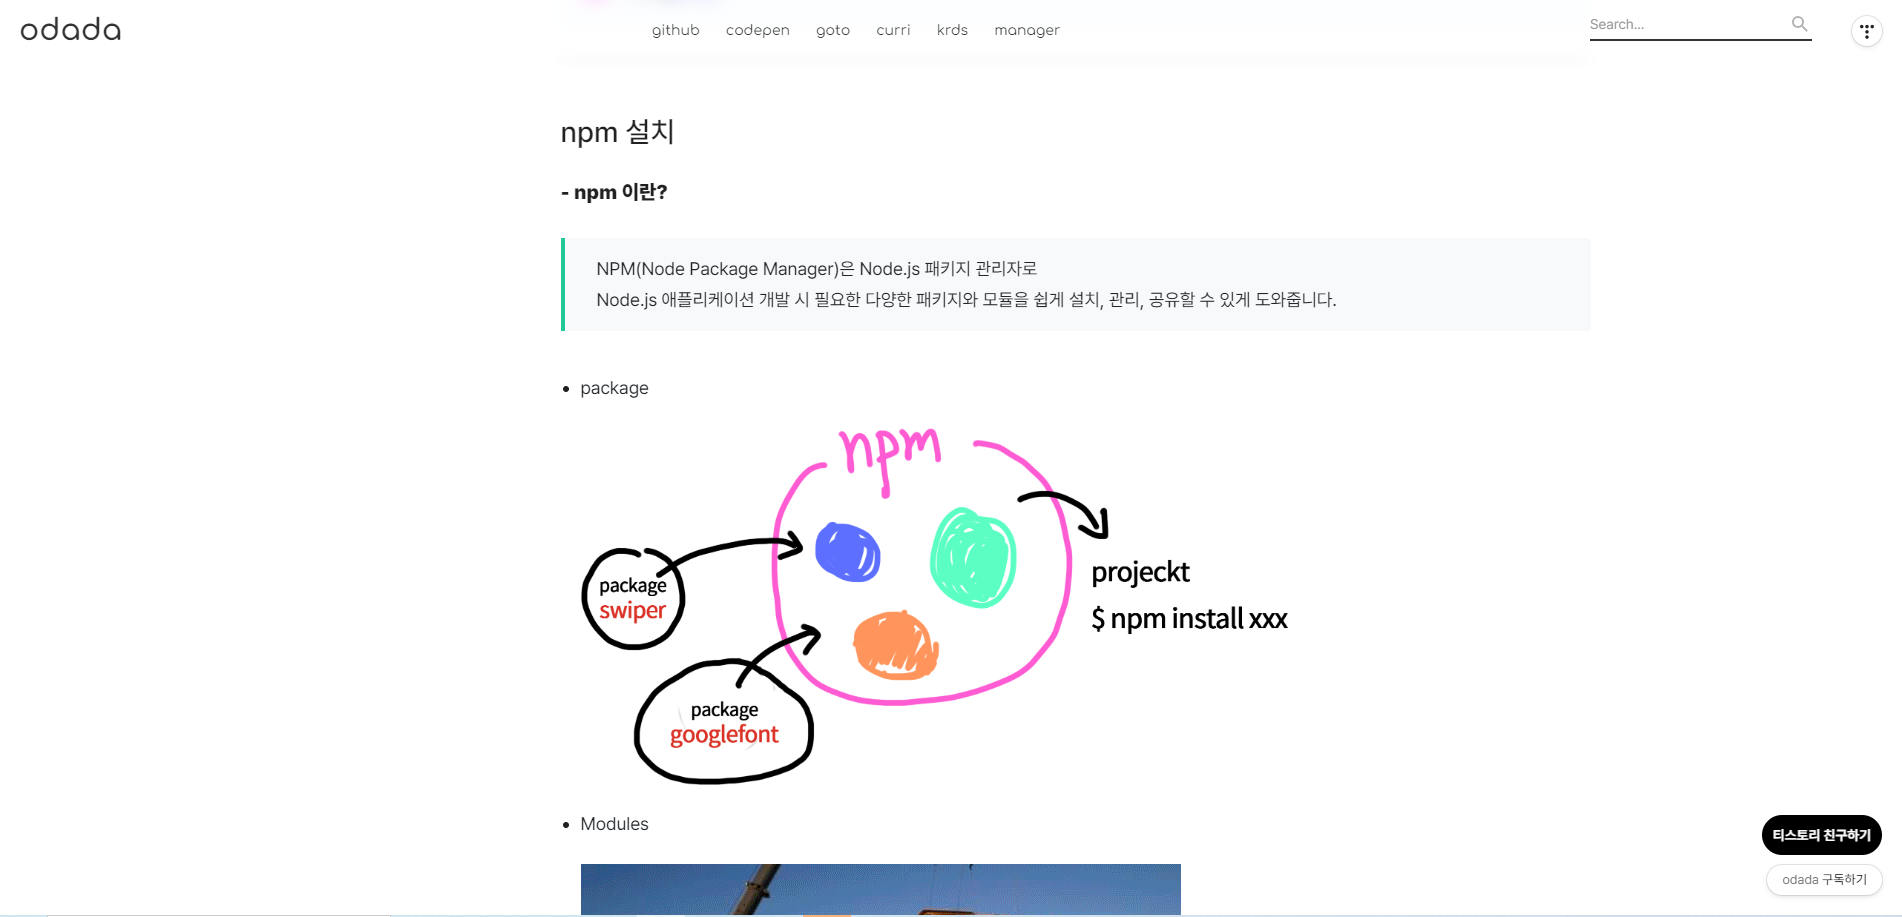 odada
github codepen goto curri krds manager
Search...
npm 설치
- npm 이란?
NPM(Node Package Manager)은 Node.js 패키지 관리자로
Node.js 애플리케이션 개발 시 필요한 다양한 패키지와 모듈을 쉽게 설치, 관리, 공유할 수 있게 도와줍니다.
package
npm
package
swiper
projeckt
$ npm install xxx
package
googlefont
Modules
티스토리 친구하기
odada 구독하기